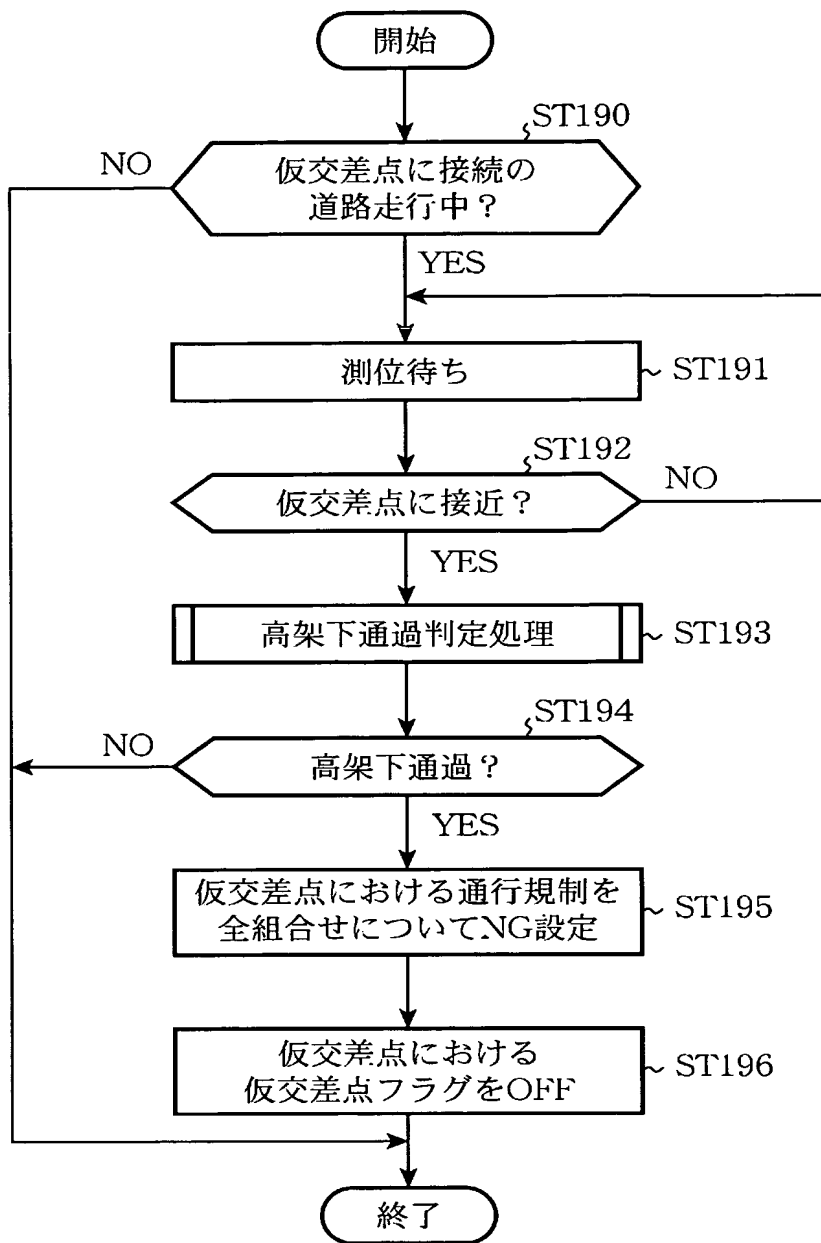 開始
ST190
NO
仮交差点に接続の
道路走行中？
YES
測位待ち
ST191
ST192
仮交差点に接近？
NO
YES
高架下通過判定処理
ST193
ST194
NO
高架下通過？
YES
仮交差点における通行規制を
全組合せについてNG設定
ST195
仮交差点における
仮交差点フラグをOFF
ST196
終了